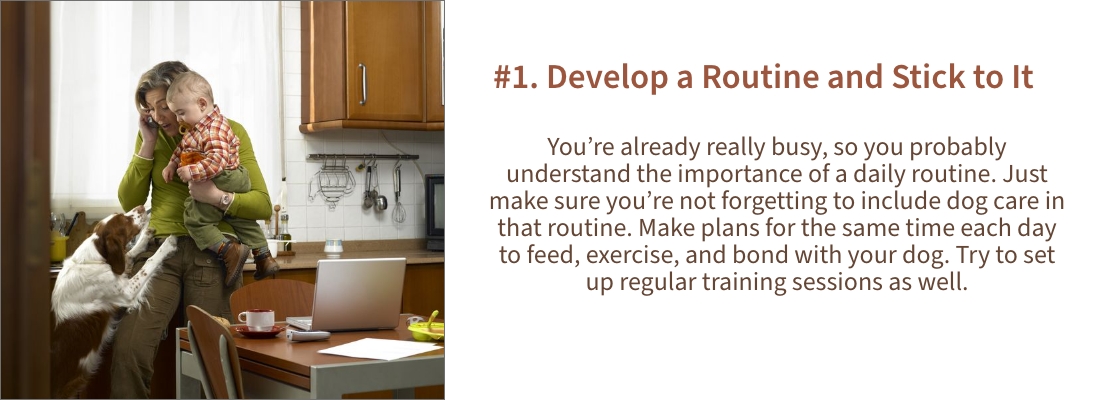 #1. Develop a Routine and Stick to It
You’re already really busy, so you probably
understand the importance of a daily routine. Just
make sure you’re not forgetting to include dog care in
that routine. Make plans for the same time each day
to feed, exercise, and bond with your dog. Try to set
up regular training sessions as well.